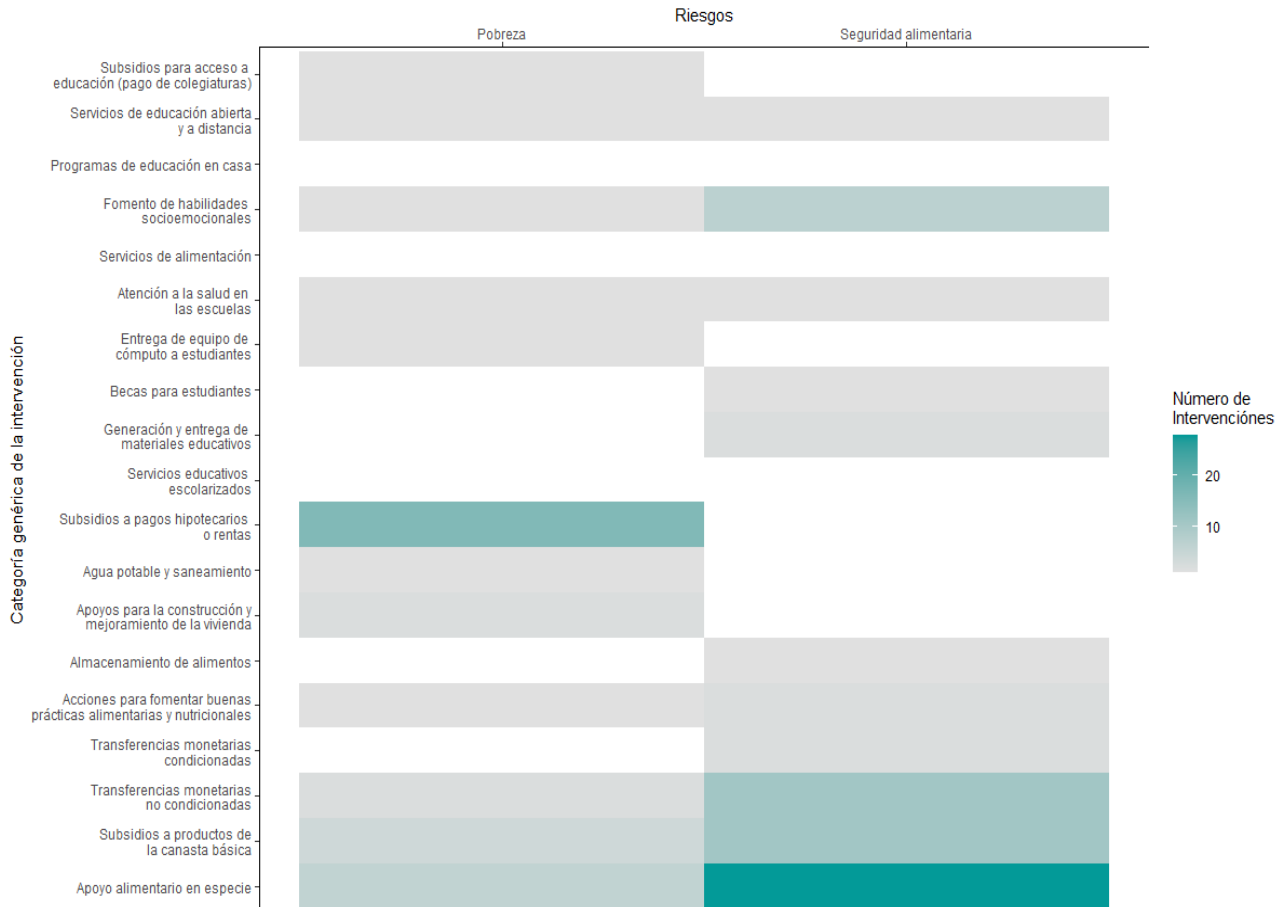 Riesgos
Pobreza
Seguridad alimentaria
Subsidios para acceso a
educación (pago de colegiaturas)
Servicios de educación abierta
y a distancia
Programas de educación en casa
Fomento de habilidades
socioemocionales
Servicios de alimentación
Atención a la salud en
las escuelas
Entrega de equipo de
cómputo a estudiantes
Becas para estudiantes
Generación y entrega de
materiales educativos
Servicios educativos
escolarizados
Subsidios a pagos hipotecarios
o rentas
Agua potable y saneamiento
Apoyos para la construcción y
mejoramiento de la vivienda
Almacenamiento de alimentos
Acciones para fomentar buenas
prácticas alimentarias y nutricionales
Transferencias monetarias
condicionadas
Transferencias monetarias
no condicionadas
Subsidios a productos de
la canasta básica
Apoyo alimentario en especie
Categoría genérica de la intervención
Número de
Intervenciónes
20
10